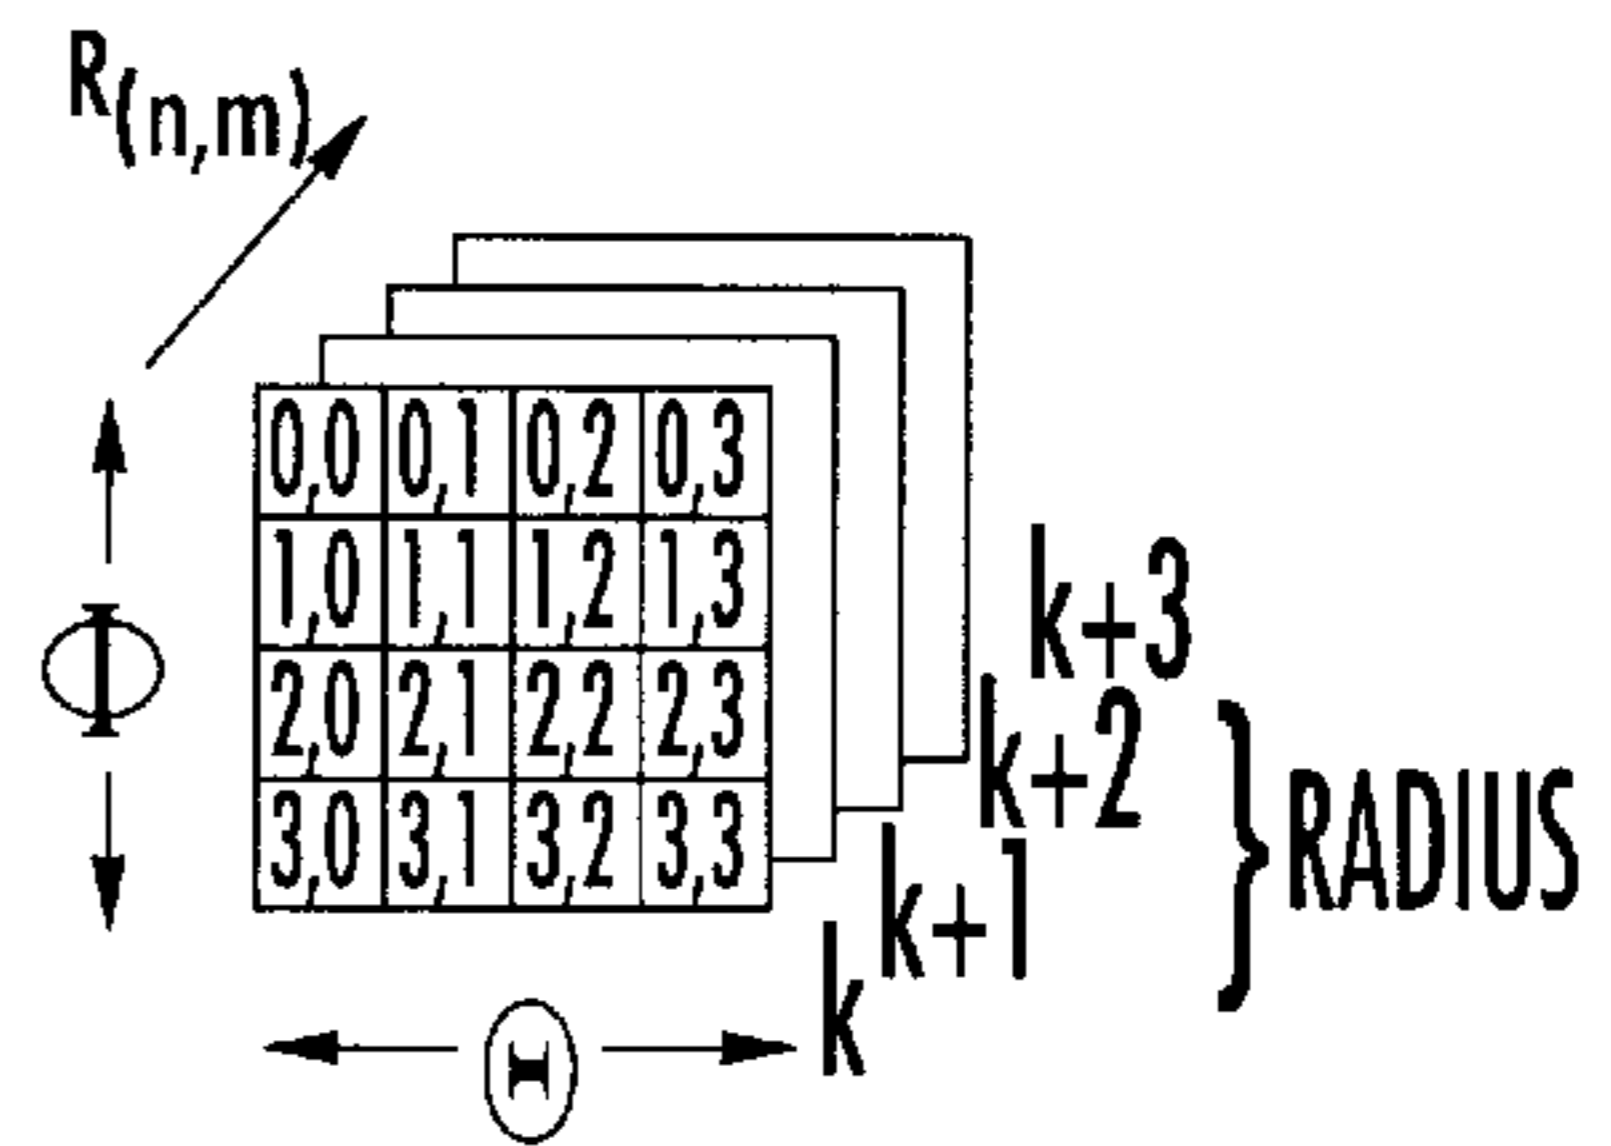 R(n,m)
0,0 0,1 0,2 0,3
1,0 1,1 1,2 1,3
2,0 2,1 2,2 2,3
3,0 3,1 3,2 3,3
Φ
Θ
k
k+1
k+2
k+3
} RADIUS